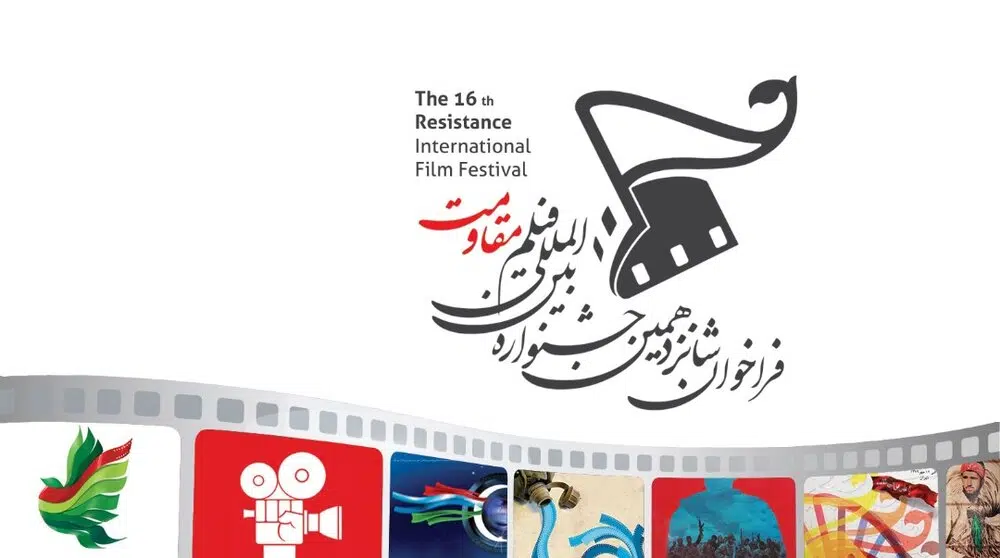 The 16 th
Resistance
International
Film Festival
فراخوان شانزدهمین جشنواره
بین المللی فیلم
مقاومت